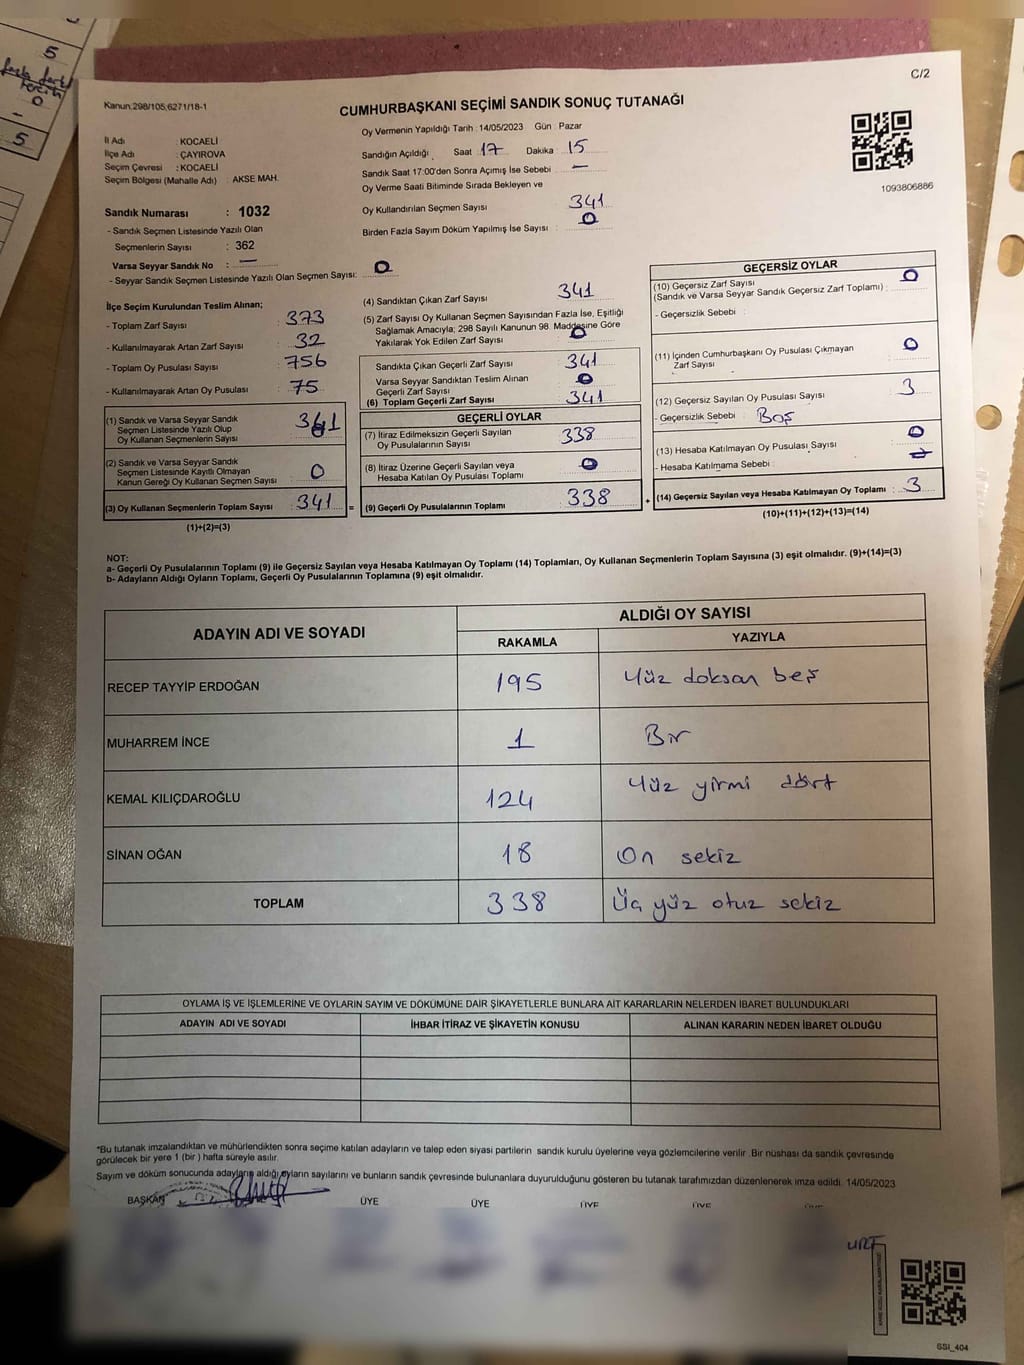 5
0
-
5
C/2
Kanun:298/105;6271/18-1
CUMHURBAŞKANI SEÇİMİ SANDIK SONUÇ TUTANAĞI
İl Adı : KOCAELİ
İlçe Adı : ÇAYIROVA
Seçim Çevresi : KOCAELİ
Seçim Bölgesi (Mahalle Adı) : AKSE MAH.
Oy Vermenin Yapıldığı Tarih : 14/05/2023 Gün : Pazar
Sandığın Açıldığı : Saat 17 Dakika : 15
Sandık Saat 17:00'den Sonra Açılmış İse Sebebi : —
Oy Verme Saati Bitiminde Sırada Bekleyen ve
Oy Kullandırılan Seçmen Sayısı 341
Birden Fazla Sayım Döküm Yapılmış İse Sayısı : 0
1093806886
Sandık Numarası : 1032
- Sandık Seçmen Listesinde Yazılı Olan
Seçmenlerin Sayısı : 362
Varsa Seyyar Sandık No : —
- Seyyar Sandık Seçmen Listesinde Yazılı Olan Seçmen Sayısı: 0
İlçe Seçim Kurulundan Teslim Alınan;
- Toplam Zarf Sayısı : 373
- Kullanılmayarak Artan Zarf Sayısı : 32
- Toplam Oy Pusulası Sayısı : 756
- Kullanılmayarak Artan Oy Pusulası : 75
(1) Sandık ve Varsa Seyyar Sandık
Seçmen Listesinde Yazılı Olup
Oy Kullanan Seçmenlerin Sayısı : 341
(2) Sandık ve Varsa Seyyar Sandık
Seçmen Listesinde Kayıtlı Olmayan
Kanun Gereği Oy Kullanan Seçmen Sayısı : 0
(3) Oy Kullanan Seçmenlerin Toplam Sayısı : 341 =
(1)+(2)=(3)
(4) Sandıktan Çıkan Zarf Sayısı : 341
(5) Zarf Sayısı Oy Kullanan Seçmen Sayısından Fazla İse, Eşitliği
Sağlamak Amacıyla; 298 Sayılı Kanunun 98. Maddesine Göre
Yakılarak Yok Edilen Zarf Sayısı : 0
Sandıkta Çıkan Geçerli Zarf Sayısı : 341
Varsa Seyyar Sandıktan Teslim Alınan
Geçerli Zarf Sayısı : 0
(6) Toplam Geçerli Zarf Sayısı : 341
GEÇERLİ OYLAR
(7) İtiraz Edilmeksizin Geçerli Sayılan
Oy Pusulalarının Sayısı : 338
(8) İtiraz Üzerine Geçerli Sayılan veya
Hesaba Katılan Oy Pusulası Toplamı : 0
(9) Geçerli Oy Pusulalarının Toplamı : 338 +
GEÇERSİZ OYLAR
(10) Geçersiz Zarf Sayısı
(Sandık ve Varsa Seyyar Sandık Geçersiz Zarf Toplamı) : 0
- Geçersizlik Sebebi :
(11) İçinden Cumhurbaşkanı Oy Pusulası Çıkmayan
Zarf Sayısı : 0
(12) Geçersiz Sayılan Oy Pusulası Sayısı : 3
- Geçersizlik Sebebi : Boş
(13) Hesaba Katılmayan Oy Pusulası Sayısı : 0
- Hesaba Katılmama Sebebi :
(14) Geçersiz Sayılan veya Hesaba Katılmayan Oy Toplamı : 3
(10)+(11)+(12)+(13)=(14)
NOT:
a- Geçerli Oy Pusulalarının Toplamı (9) ile Geçersiz Sayılan veya Hesaba Katılmayan Oy Toplamı (14) Toplamları, Oy Kullanan Seçmenlerin Toplam Sayısına (3) eşit olmalıdır. (9)+(14)=(3)
b- Adayların Aldığı Oyların Toplamı, Geçerli Oy Pusulalarının Toplamına (9) eşit olmalıdır.
ADAYIN ADI VE SOYADI
ALDIĞI OY SAYISI
RAKAMLA YAZIYLA
RECEP TAYYİP ERDOĞAN 195 Yüz doksan beş
MUHARREM İNCE 1 Bir
KEMAL KILIÇDAROĞLU 124 Yüz yirmi dört
SİNAN OĞAN 18 On sekiz
TOPLAM 338 Üç yüz otuz sekiz
OYLAMA İŞ VE İŞLEMLERİNE VE OYLARIN SAYIM VE DÖKÜMÜNE DAİR ŞİKAYETLERLE BUNLARA AİT KARARLARIN NELERDEN İBARET BULUNDUKLARI
ADAYIN ADI VE SOYADI İHBAR İTİRAZ VE ŞİKAYETİN KONUSU ALINAN KARARIN NEDEN İBARET OLDUĞU
*Bu tutanak imzalandıktan ve mühürlendikten sonra seçime katılan adayların ve talep eden siyasi partilerin sandık kurulu üyelerine veya gözlemcilerine verilir .Bir nüshası da sandık çevresinde
görülecek bir yere 1 (bir ) hafta süreyle asılır.
Sayım ve döküm sonucunda adayların aldığı oyların sayılarını ve bunların sandık çevresinde bulunanlara duyurulduğunu gösteren bu tutanak tarafımızdan düzenlenerek imza edildi. 14/05/2023
BAŞKAN ÜYE ÜYE ÜYE ÜYE ÜYE
URT
SSI_404